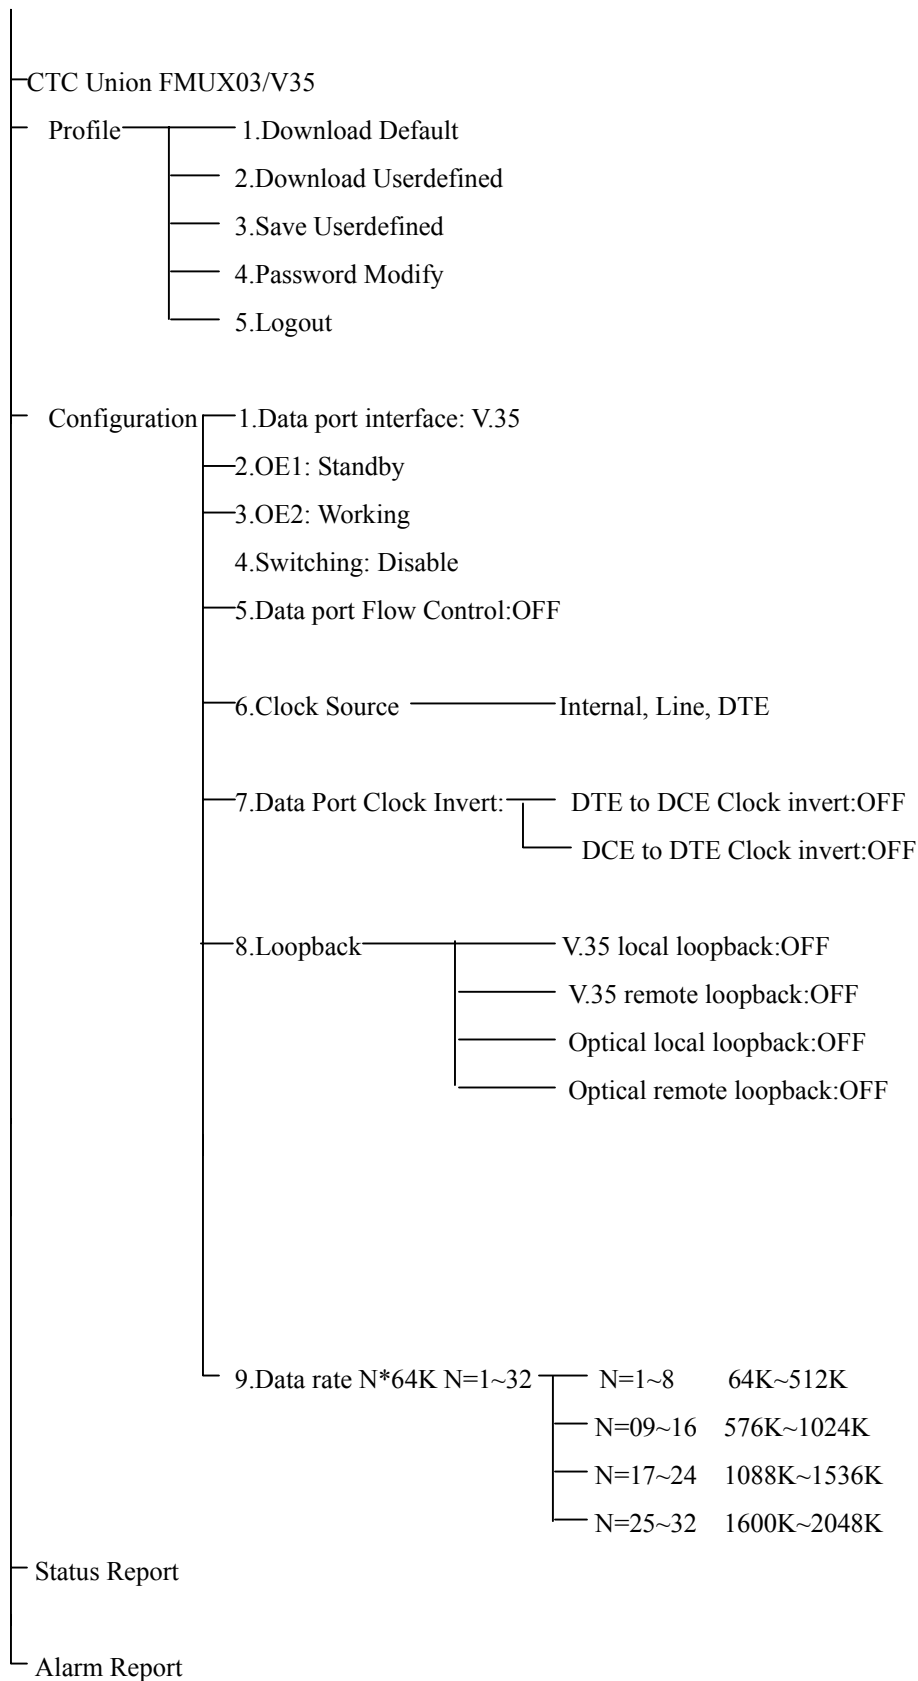 CTC Union FMUX03/V35
Profile 1.Download Default
2.Download Userdefined
3.Save Userdefined
4.Password Modify
5.Logout
Configuration 1.Data port interface: V.35
2.OE1: Standby
3.OE2: Working
4.Switching: Disable
5.Data port Flow Control:OFF
6.Clock Source Internal, Line, DTE
7.Data Port Clock Invert: DTE to DCE Clock invert:OFF
DCE to DTE Clock invert:OFF
8.Loopback V.35 local loopback:OFF
V.35 remote loopback:OFF
Optical local loopback:OFF
Optical remote loopback:OFF
9.Data rate N*64K N=1~32 N=1~8 64K~512K
N=09~16 576K~1024K
N=17~24 1088K~1536K
N=25~32 1600K~2048K
Status Report
Alarm Report